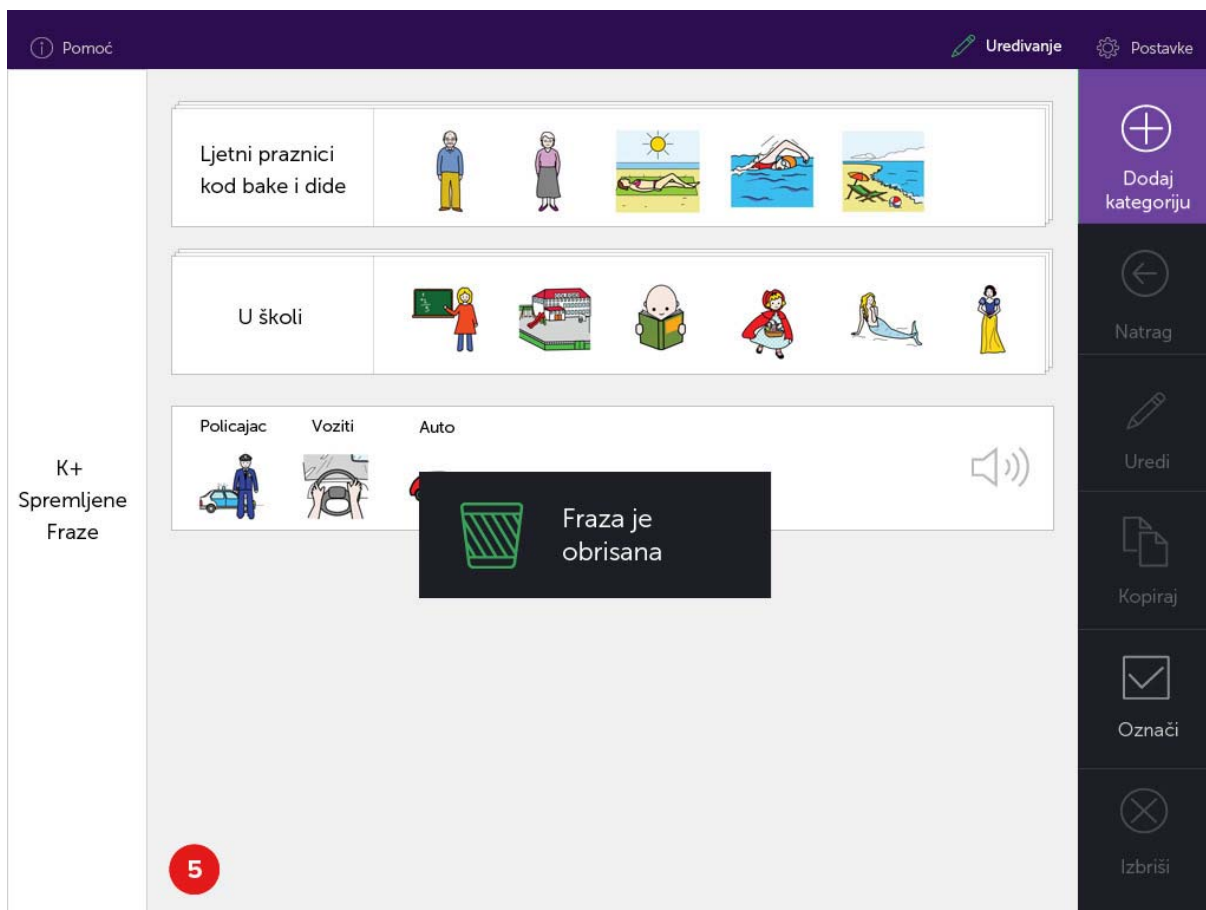 Pomoć
Uredivanje
Postavke
Ljetni praznici
kod bake i dide
U školi
Policajac
Voziti
Auto
K+
Spremljene
Fraze
Fraza je
obrisana
5
Dodaj
kategoriju
Natrag
Uredi
Kopiraj
Označi
Izbriši